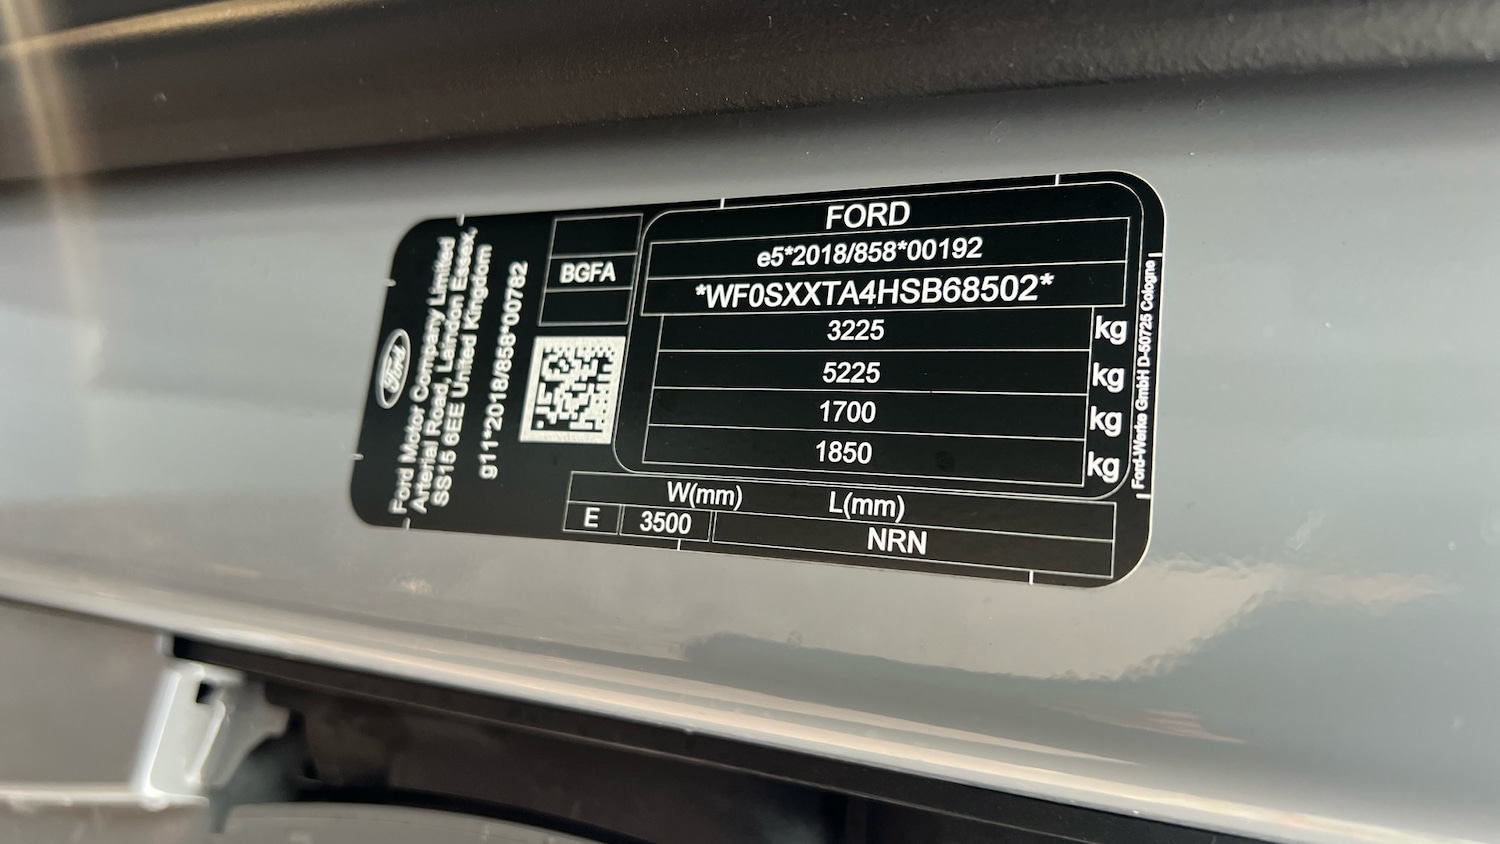 Ford
Ford Motor Company Limited
Arterial Road, Laindon Essex,
SS15 6EE United Kingdom
g11*2018/858*00762
BGFA
FORD
e5*2018/858*00192
*WF0SXXTA4HSB68502*
3225 kg
5225 kg
1700 kg
1850 kg
W(mm) L(mm)
E 3500 NRN
Ford-Werke GmbH D-50725 Cologne